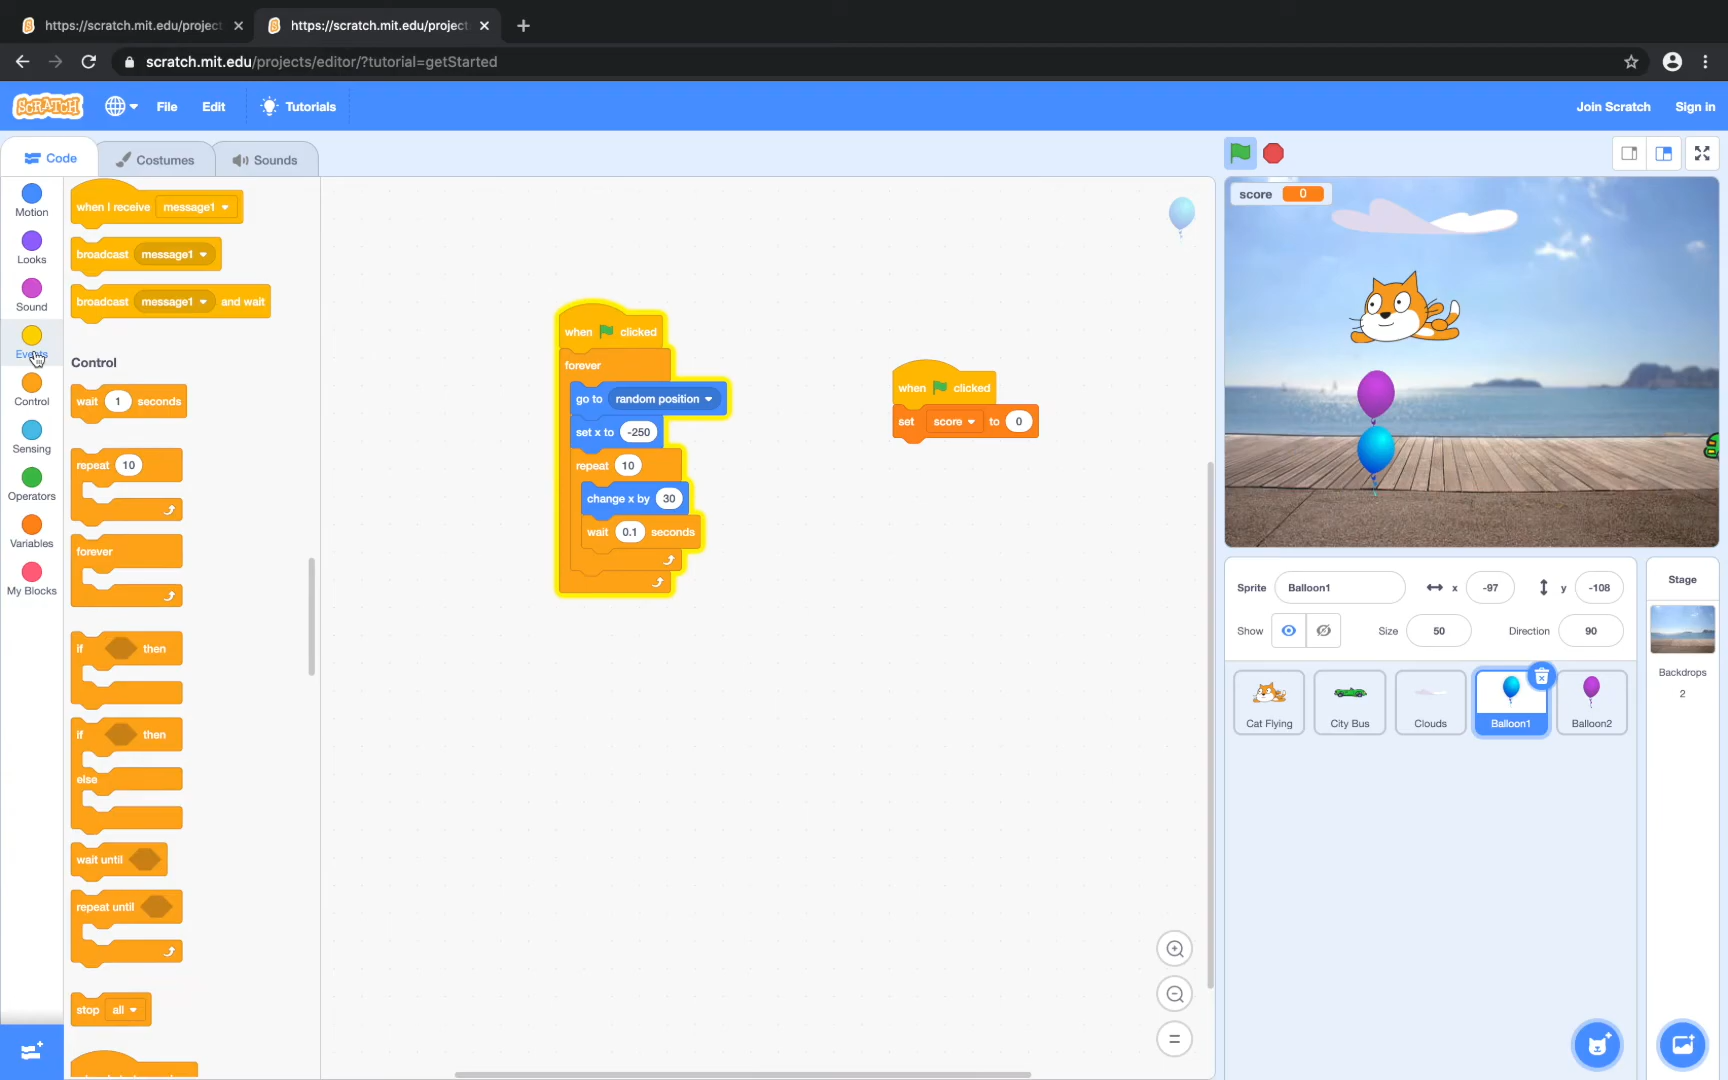 https://scratch.mit.edu/project
https://scratch.mit.edu/project
scratch.mit.edu/projects/editor/?tutorial=getStarted
SCRATCH
File
Edit
Tutorials
Join Scratch
Sign in
Code
Costumes
Sounds
Motion
Looks
Sound
Events
Control
Sensing
Operators
Variables
My Blocks
when I receive message1
broadcast message1
broadcast message1 and wait
Control
wait 1 seconds
repeat 10
forever
if then
if then
else
wait until
repeat until
stop all
when clicked
forever
go to random position
set x to -250
repeat 10
change x by 30
wait 0.1 seconds
when clicked
set score to 0
score 0
Sprite Balloon1 x -97 y -108
Show Size 50 Direction 90
Cat Flying
City Bus
Clouds
Balloon1
Balloon2
Stage
Backdrops
2